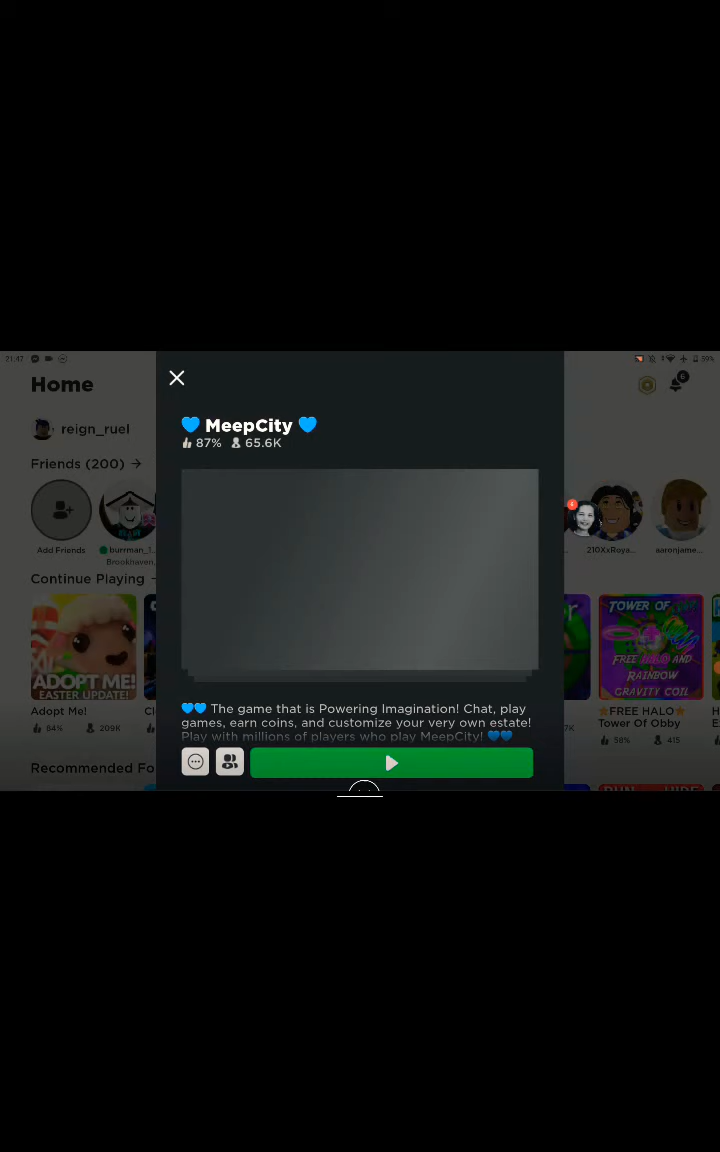 21:47
59%
Home
reign_ruel
Friends (200) →
Add Friends
burrman_1...
Brookhaven
210XxRoya...
aaronjame...
Continue Playing
ADOPT ME!
EASTER UPDATE!
Adopt Me!
84% 209K
Recommended Fo
💙 MeepCity 💙
87% 65.6K
💙💙 The game that is Powering Imagination! Chat, play
games, earn coins, and customize your very own estate!
Play with millions of players who play MeepCity! 💙💙
TOWER OF
FREE HALO AND
RAINBOW
GRAVITY COIL
⭐FREE HALO⭐
Tower Of Obby
58% 415